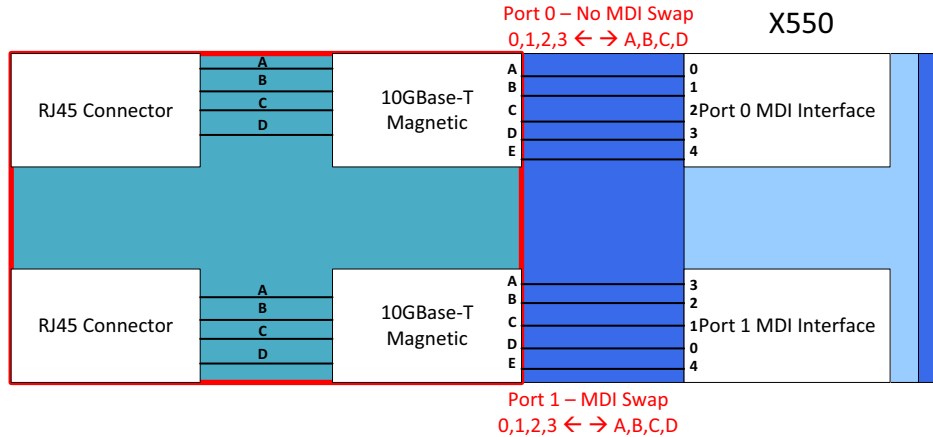 Port 0 – No MDI Swap
0,1,2,3 ← → A,B,C,D
X550
RJ45 Connector
A
B
C
D
10GBase-T
Magnetic
A
B
C
D
E
0
1
2
3
4
Port 0 MDI Interface
RJ45 Connector
A
B
C
D
10GBase-T
Magnetic
A
B
C
D
E
3
2
1
0
4
Port 1 MDI Interface
Port 1 – MDI Swap
0,1,2,3 ← → A,B,C,D